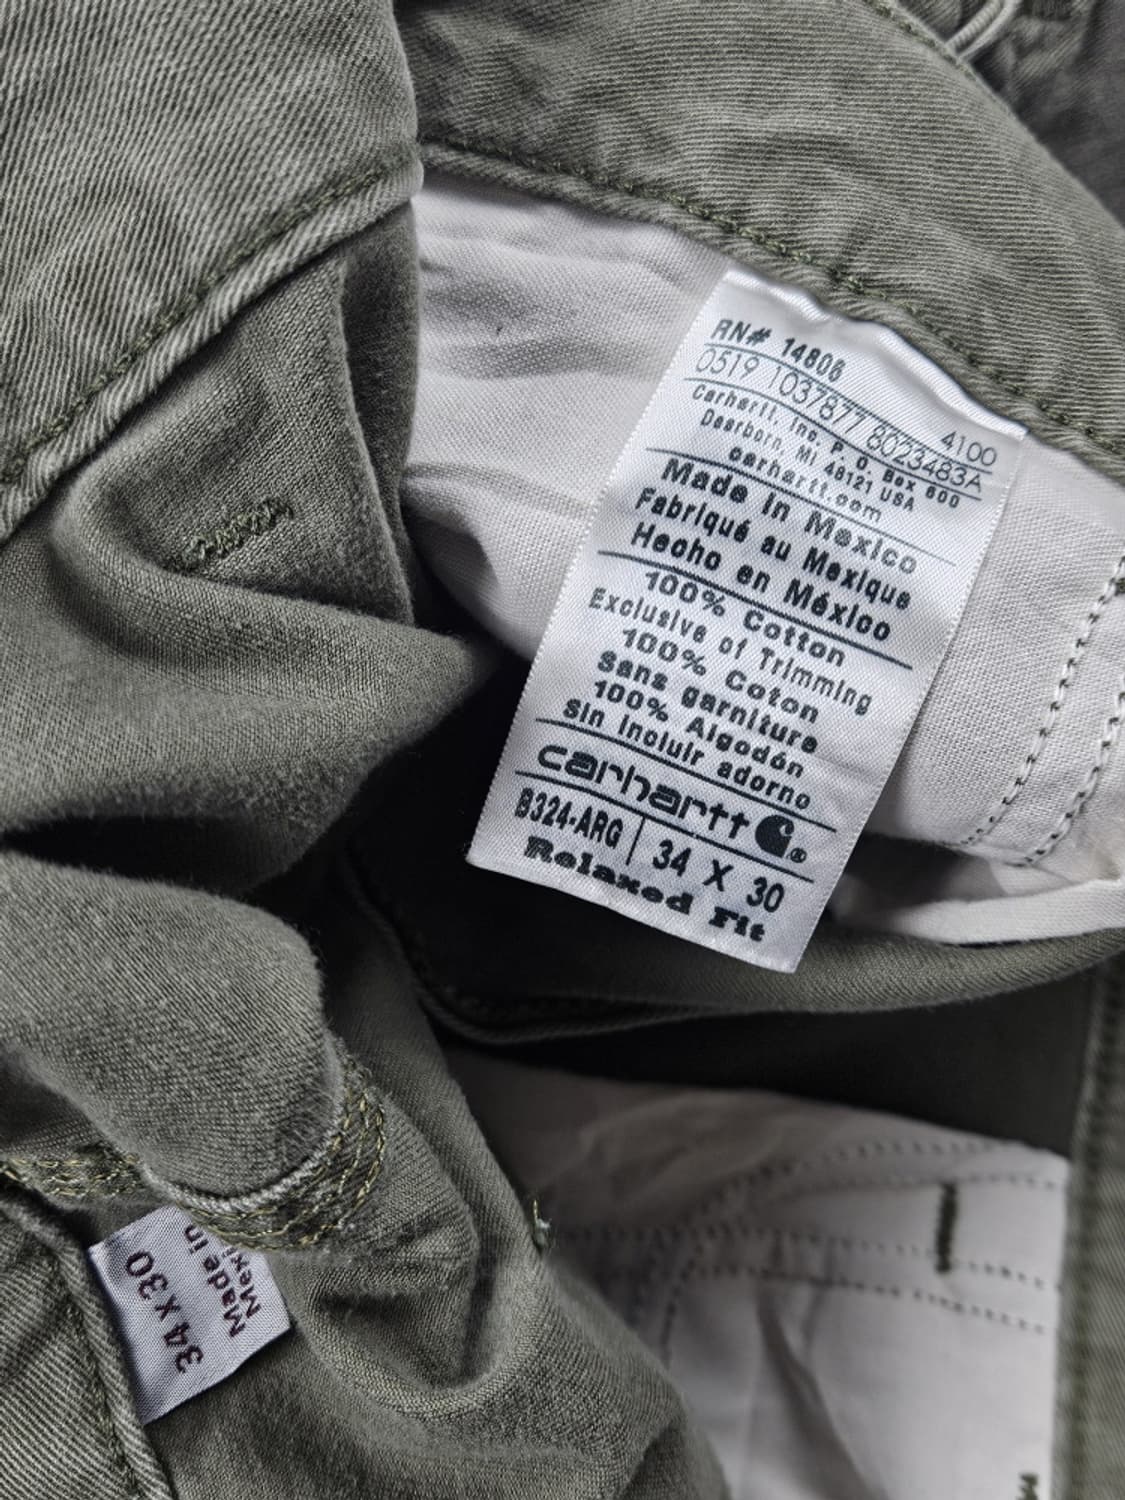 RN# 14806
4100
0519 1037877 8023483A
Carhartt, Inc. P. O. Box 600
Dearborn, MI 48121 USA
carhartt.com
Made in Mexico
Fabriqué au Mexique
Hecho en México
100% Cotton
Exclusive of Trimming
100% Coton
Sans garniture
100% Algodón
Sin incluir adorno
carhartt ®
B324-ARG | 34 X 30
Relaxed Fit
34 x 30
Made in
Mexi